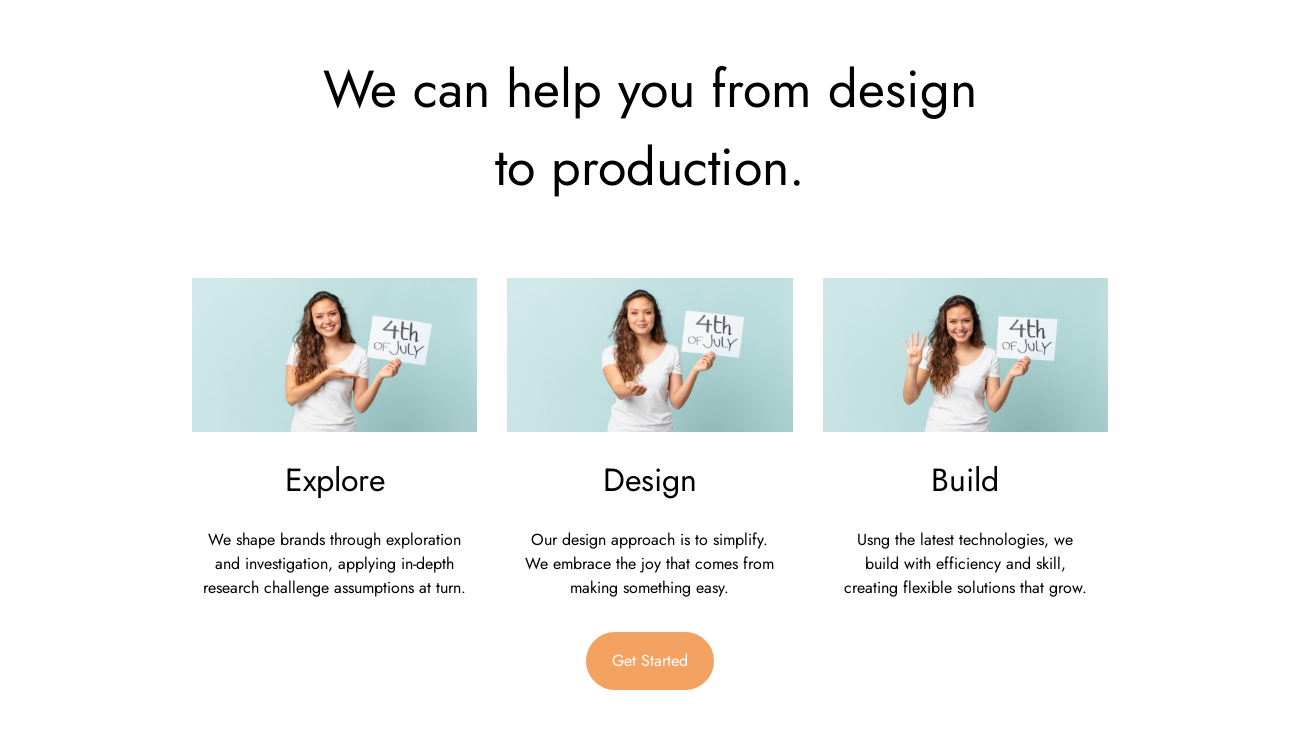 We can help you from design
to production.
4th
OF JULY
4th
OF JULY
4th
OF JULY
Explore
Design
Build
We shape brands through exploration
and investigation, applying in-depth
research challenge assumptions at turn.
Our design approach is to simplify.
We embrace the joy that comes from
making something easy.
Usng the latest technologies, we
build with efficiency and skill,
creating flexible solutions that grow.
Get Started